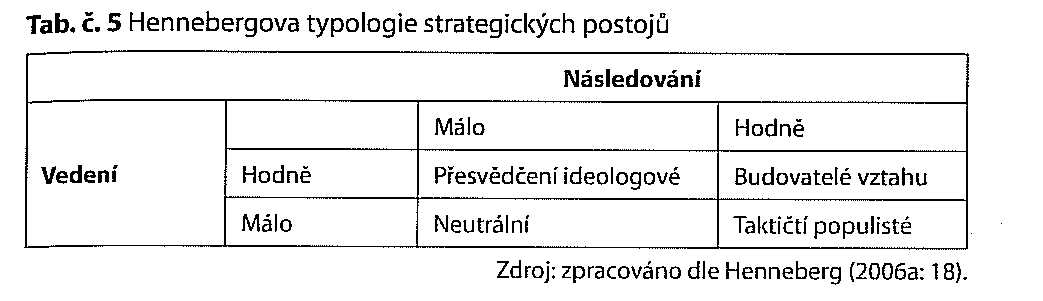 Tab. č. 5 Hennebergova typologie strategických postojů
Následování
Málo Hodně
Vedení Hodně Přesvědčení ideologové Budovatelé vztahu
Málo Neutrální Taktičtí populisté
Zdroj: zpracováno dle Henneberg (2006a: 18).